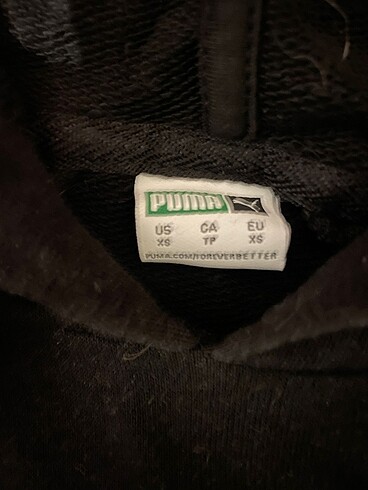 PUMA
US CA EU
XS TP XS
PUMA.COM/FOREVERBETTER